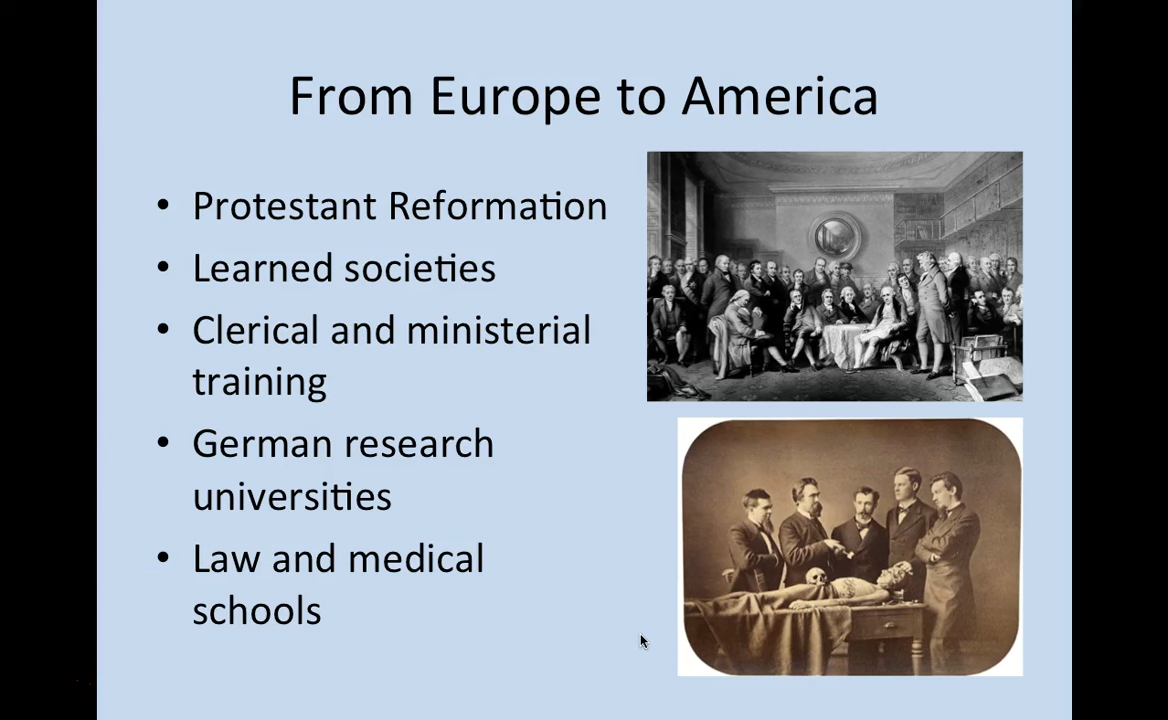 From Europe to America
• Protestant Reformation
• Learned societies
• Clerical and ministerial
training
• German research
universities
• Law and medical
schools